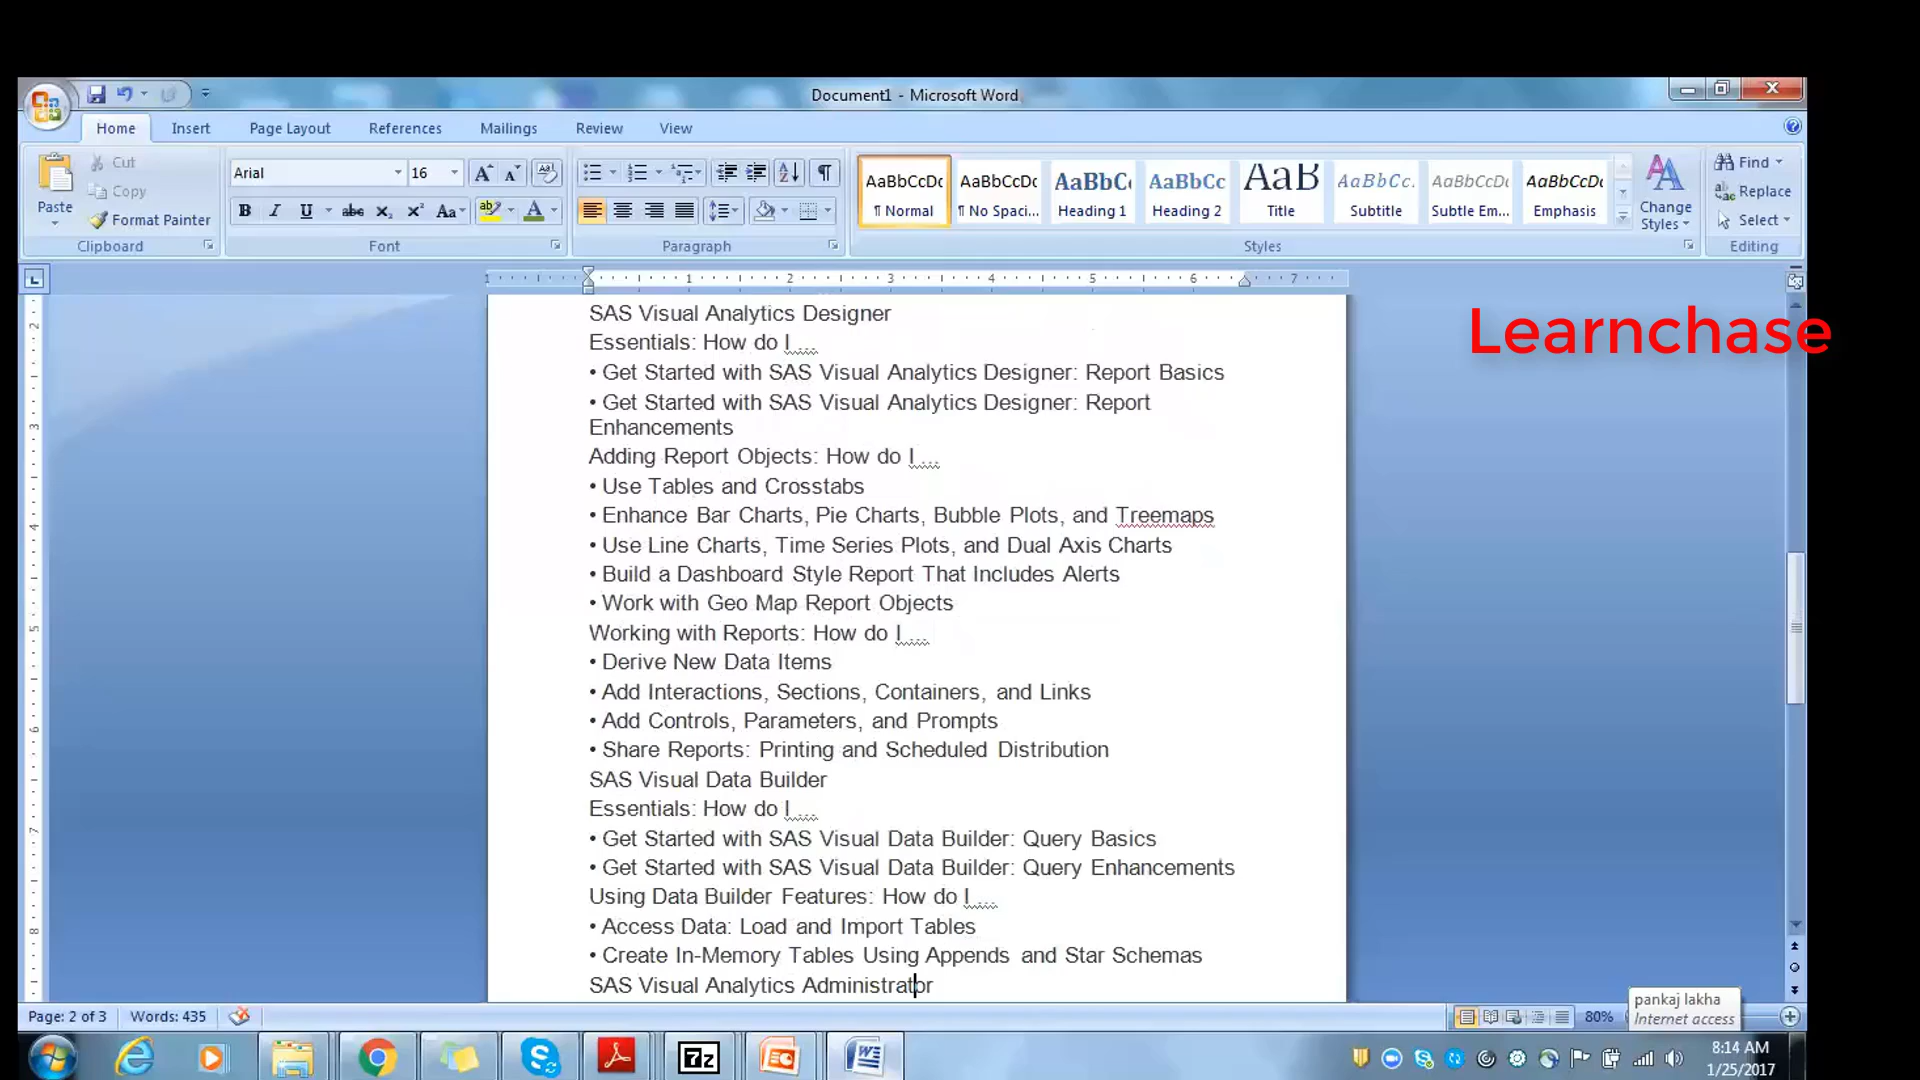 Document1 - Microsoft Word
Home Insert Page Layout References Mailings Review View
Paste
Cut
Copy
Format Painter
Clipboard
Arial 16
Font
Paragraph
AaBbCcDc AaBbCcDc AaBbC AaBbCc AaB AaBbCc. AaBbCcDc AaBbCcDc
¶ Normal ¶ No Spaci... Heading 1 Heading 2 Title Subtitle Subtle Em... Emphasis
Change Styles
Styles
Find
Replace
Select
Editing
1 1 2 3 4 5 6 7
Learnchase
SAS Visual Analytics Designer
Essentials: How do I ...
• Get Started with SAS Visual Analytics Designer: Report Basics
• Get Started with SAS Visual Analytics Designer: Report
Enhancements
Adding Report Objects: How do I ...
• Use Tables and Crosstabs
• Enhance Bar Charts, Pie Charts, Bubble Plots, and Treemaps
• Use Line Charts, Time Series Plots, and Dual Axis Charts
• Build a Dashboard Style Report That Includes Alerts
• Work with Geo Map Report Objects
Working with Reports: How do I ...
• Derive New Data Items
• Add Interactions, Sections, Containers, and Links
• Add Controls, Parameters, and Prompts
• Share Reports: Printing and Scheduled Distribution
SAS Visual Data Builder
Essentials: How do I ...
• Get Started with SAS Visual Data Builder: Query Basics
• Get Started with SAS Visual Data Builder: Query Enhancements
Using Data Builder Features: How do I ...
• Access Data: Load and Import Tables
• Create In-Memory Tables Using Appends and Star Schemas
SAS Visual Analytics Administrator
Page: 2 of 3 Words: 435 80%
pankaj lakha
Internet access
8:14 AM
1/25/2017